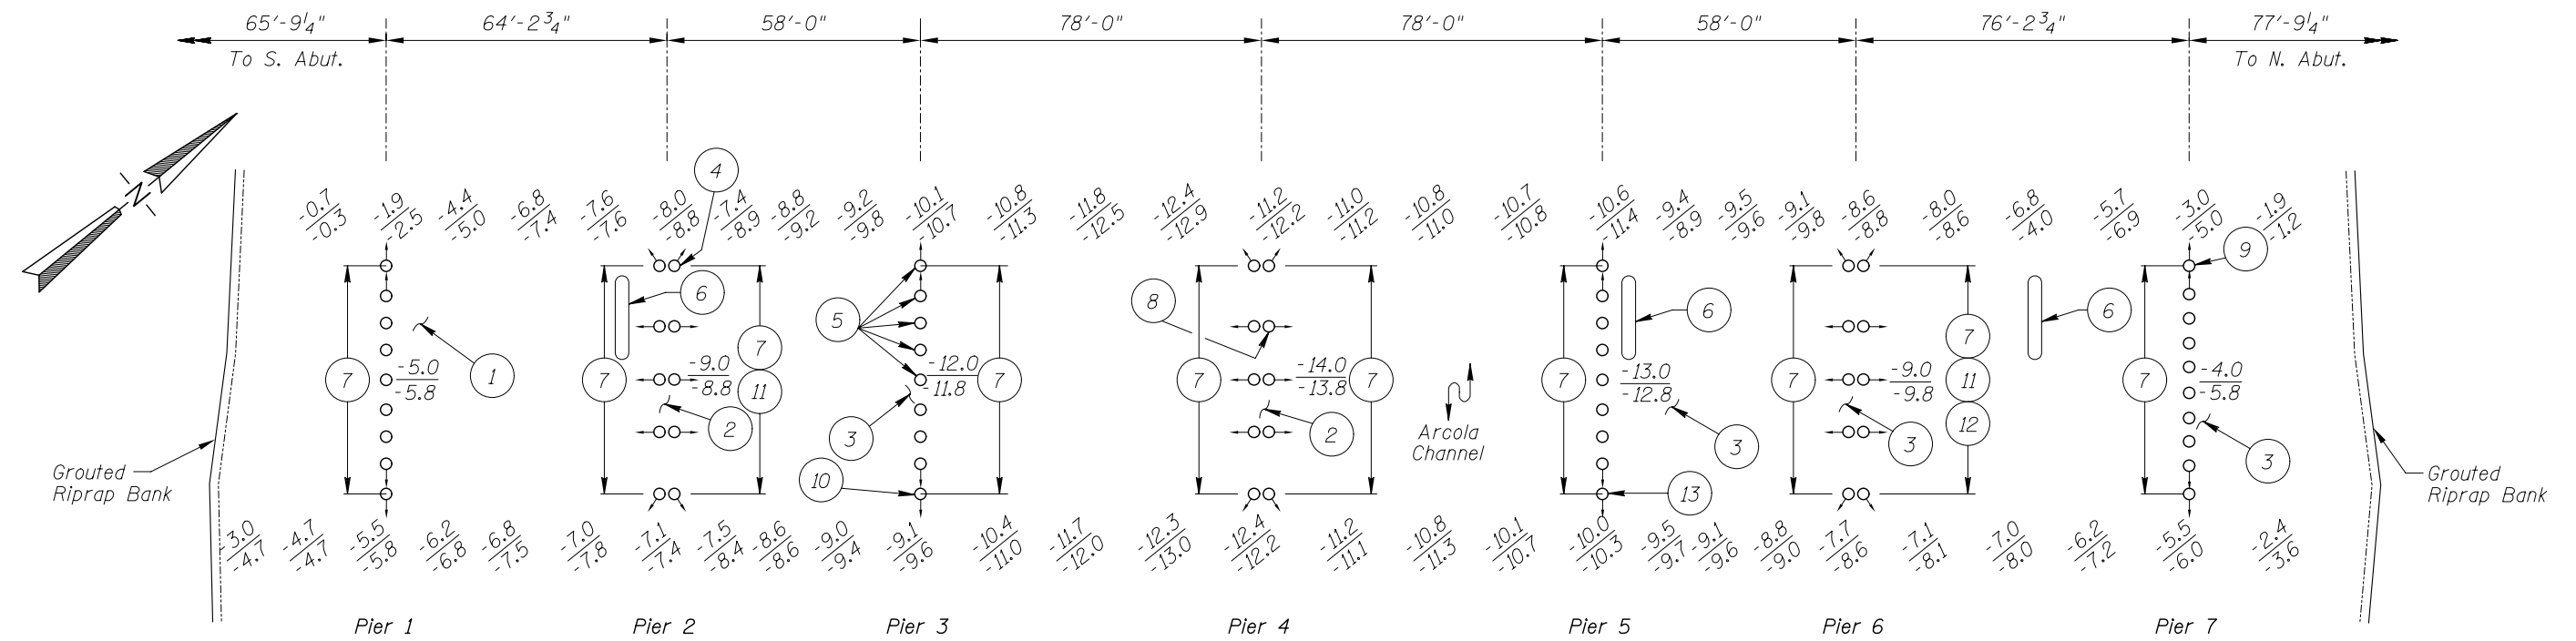 65'-9¼" 64'-2¾" 58'-0" 78'-0" 78'-0" 58'-0" 76'-2¾" 77'-9¼"
To S. Abut. To N. Abut.
N
4
-0.7 -1.9 -4.4 -6.8 -7.6 -8.0 -7.4 -8.8 -9.2 -10.1 -10.8 -11.8 -12.4 -11.2 -11.0 -10.8 -10.7 -10.6 -9.4 -9.5 -9.1 -8.6 -8.0 -6.8 -5.7 -3.0 -1.9
-0.3 -2.5 -5.0 -7.4 -7.6 -8.8 -8.9 -9.2 -9.8 -10.7 -11.3 -12.5 -12.9 -12.2 -11.2 -11.0 -10.8 -11.4 -8.9 -9.6 -9.8 -8.8 -8.6 -4.0 -6.9 -5.0 -1.2
9
6 8 6 6
5 7 7
7 1 7 7 7 7 7 7 11 7
-5.0 -9.0 -12.0 -14.0 -13.0 -9.0 -4.0
-5.8 -8.8 -11.8 -13.8 -12.8 -9.8 -5.8
11 12
2 3 2 3 3 3
Arcola
Channel
Grouted
Riprap Bank
10 13
Grouted
Riprap Bank
-3.0 -4.7 -5.5 -6.2 -6.8 -7.0 -7.1 -7.5 -8.6 -9.0 -9.1 -10.4 -11.7 -12.3 -12.4 -11.2 -10.8 -10.1 -10.0 -9.5 -9.1 -8.8 -7.7 -7.1 -7.0 -6.2 -5.5 -2.4
-4.7 -4.7 -5.8 -6.8 -7.5 -7.8 -7.4 -8.4 -8.6 -9.4 -9.6 -11.0 -12.0 -13.0 -12.2 -11.1 -11.3 -10.7 -10.3 -9.7 -9.6 -9.0 -8.6 -8.1 -8.0 -7.2 -6.0 -3.6
Pier 1 Pier 2 Pier 3 Pier 4 Pier 5 Pier 6 Pier 7